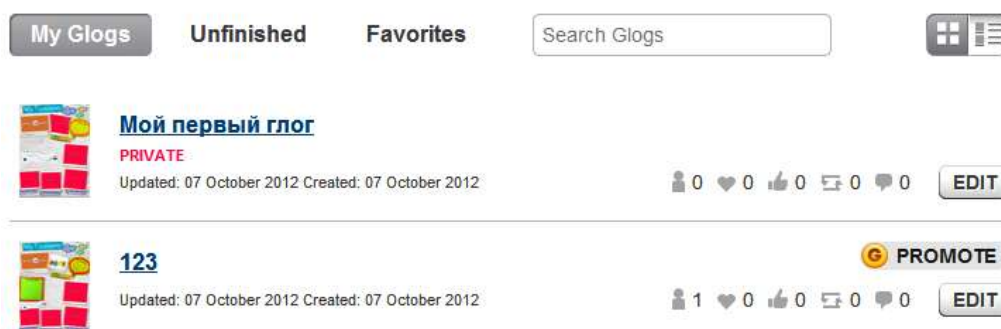 My Glogs Unfinished Favorites Search Glogs
Мой первый глог
PRIVATE
Updated: 07 October 2012 Created: 07 October 2012 0 0 0 0 0 EDIT
123 G PROMOTE
Updated: 07 October 2012 Created: 07 October 2012 1 0 0 0 0 EDIT